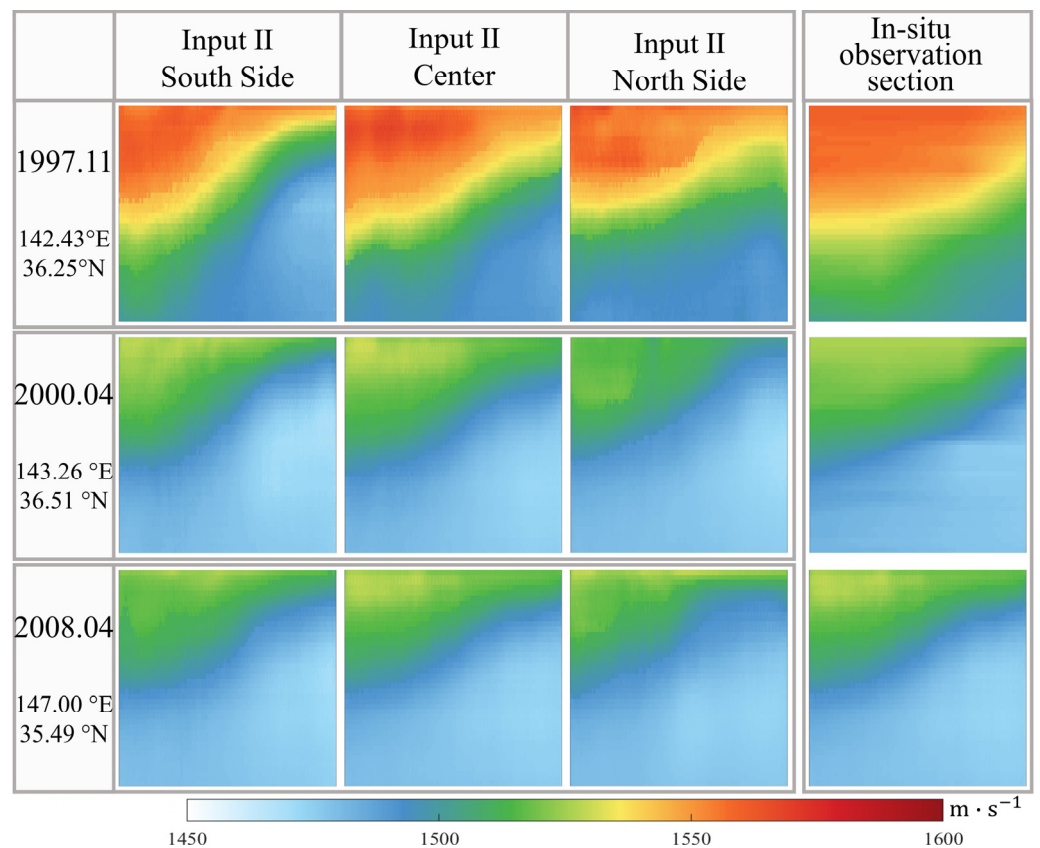 Input II
South Side
Input II
Center
Input II
North Side
In-situ
observation
section
1997.11
142.43°E
36.25°N
2000.04
143.26 °E
36.51 °N
2008.04
147.00 °E
35.49 °N
1450
1500
1550
1600
m · s⁻¹